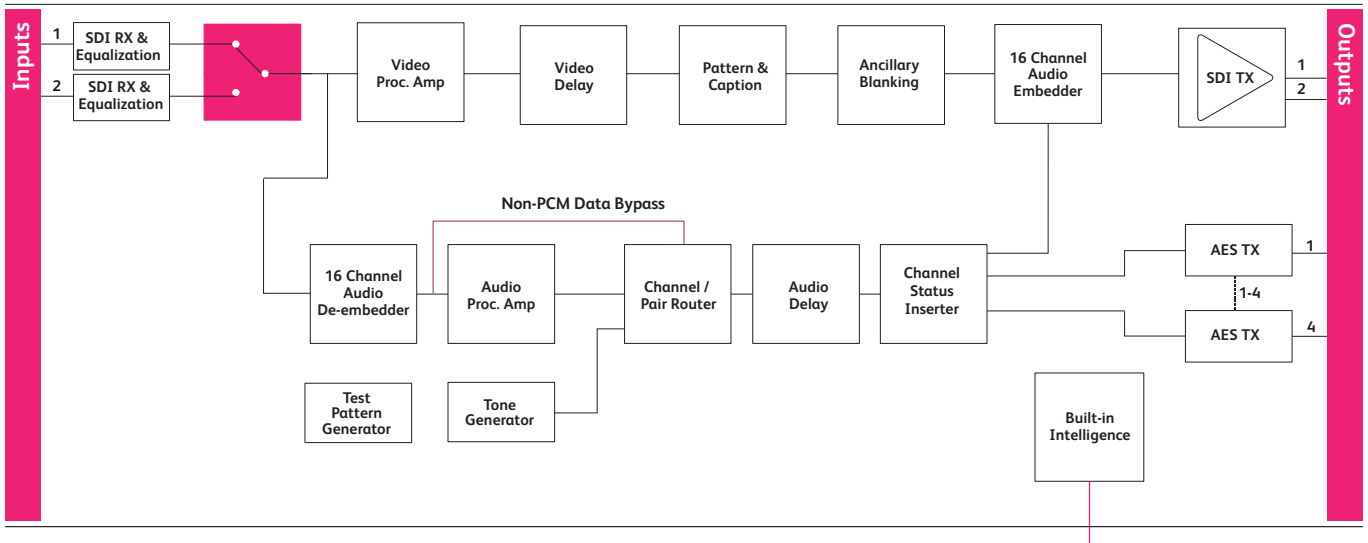 Inputs
1
SDI RX &
Equalization
2
SDI RX &
Equalization
Video
Proc. Amp
Video
Delay
Pattern &
Caption
Ancillary
Blanking
16 Channel
Audio
Embedder
SDI TX
1
2
Outputs
Non-PCM Data Bypass
16 Channel
Audio
De-embedder
Audio
Proc. Amp
Channel /
Pair Router
Audio
Delay
Channel
Status
Inserter
AES TX
1
1-4
AES TX
4
Test
Pattern
Generator
Tone
Generator
Built-in
Intelligence